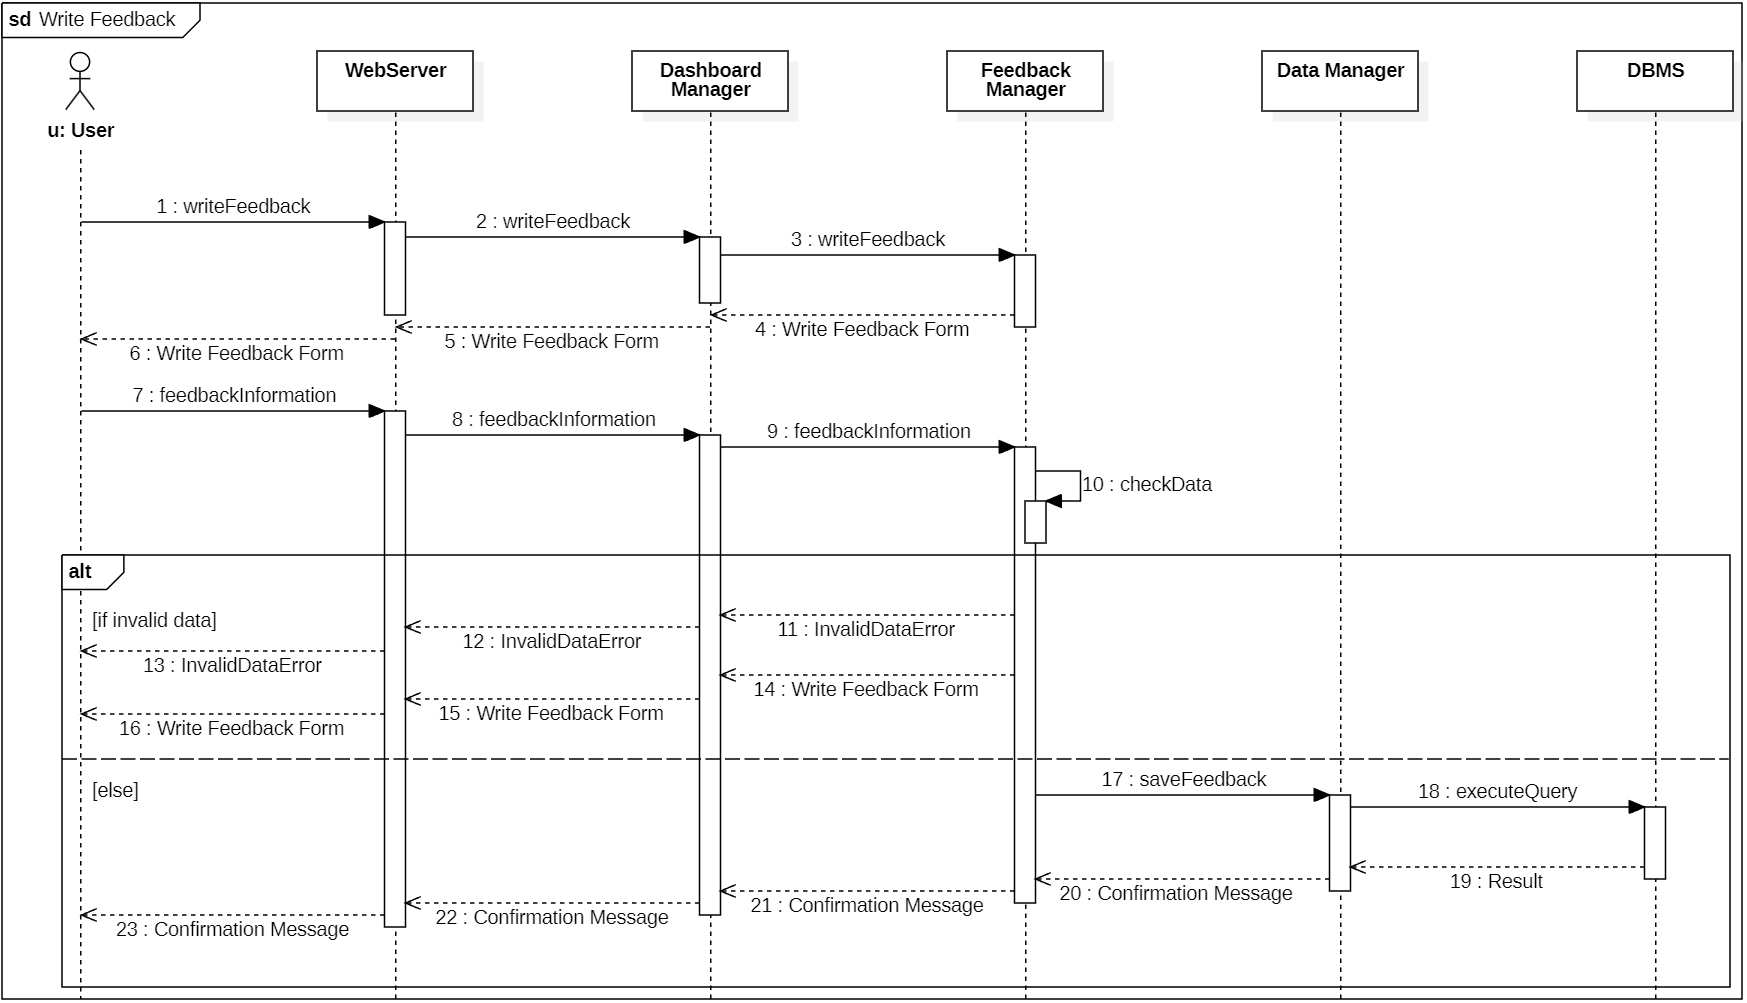 sd Write Feedback
u: User
WebServer
Dashboard
Manager
Feedback
Manager
Data Manager
DBMS
1 : writeFeedback
2 : writeFeedback
3 : writeFeedback
4 : Write Feedback Form
5 : Write Feedback Form
6 : Write Feedback Form
7 : feedbackInformation
8 : feedbackInformation
9 : feedbackInformation
10 : checkData
alt
[if invalid data]
11 : InvalidDataError
12 : InvalidDataError
13 : InvalidDataError
14 : Write Feedback Form
15 : Write Feedback Form
16 : Write Feedback Form
[else]
17 : saveFeedback
18 : executeQuery
19 : Result
20 : Confirmation Message
21 : Confirmation Message
22 : Confirmation Message
23 : Confirmation Message